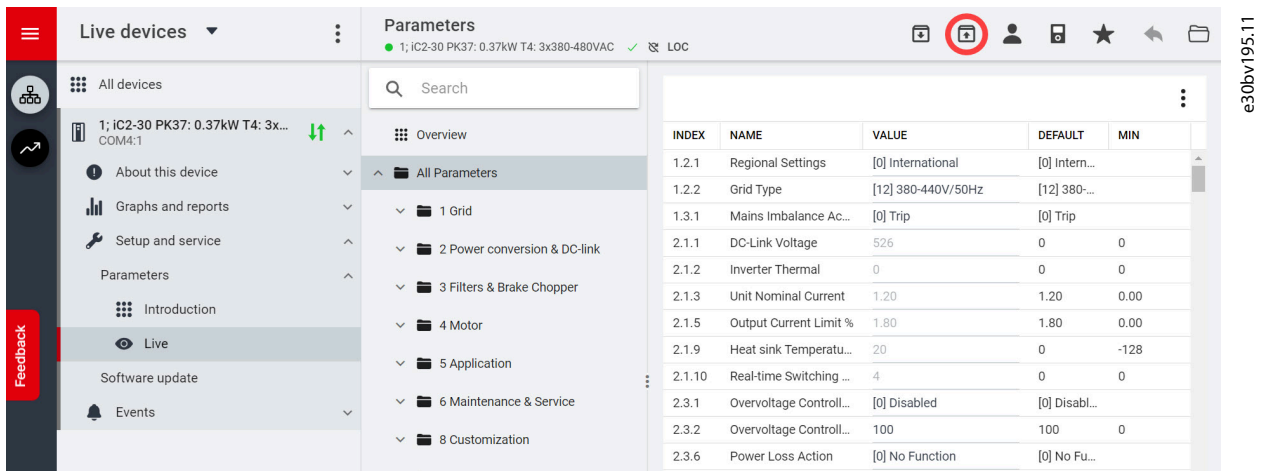 Live devices
All devices
1; iC2-30 PK37: 0.37kW T4: 3x...
COM4:1
About this device
Graphs and reports
Setup and service
Parameters
Introduction
Live
Software update
Events
Feedback
Parameters
1; iC2-30 PK37: 0.37kW T4: 3x380-480VAC LOC
Search
Overview
All Parameters
1 Grid
2 Power conversion & DC-link
3 Filters & Brake Chopper
4 Motor
5 Application
6 Maintenance & Service
8 Customization
INDEX NAME VALUE DEFAULT MIN
1.2.1 Regional Settings [0] International [0] Intern...
1.2.2 Grid Type [12] 380-440V/50Hz [12] 380-...
1.3.1 Mains Imbalance Ac... [0] Trip [0] Trip
2.1.1 DC-Link Voltage 526 0 0
2.1.2 Inverter Thermal 0 0 0
2.1.3 Unit Nominal Current 1.20 1.20 0.00
2.1.5 Output Current Limit % 1.80 1.80 0.00
2.1.9 Heat sink Temperatu... 20 0 -128
2.1.10 Real-time Switching ... 4 0 0
2.3.1 Overvoltage Controll... [0] Disabled [0] Disabl...
2.3.2 Overvoltage Controll... 100 100 0
2.3.6 Power Loss Action [0] No Function [0] No Fu...
e30bv195.11